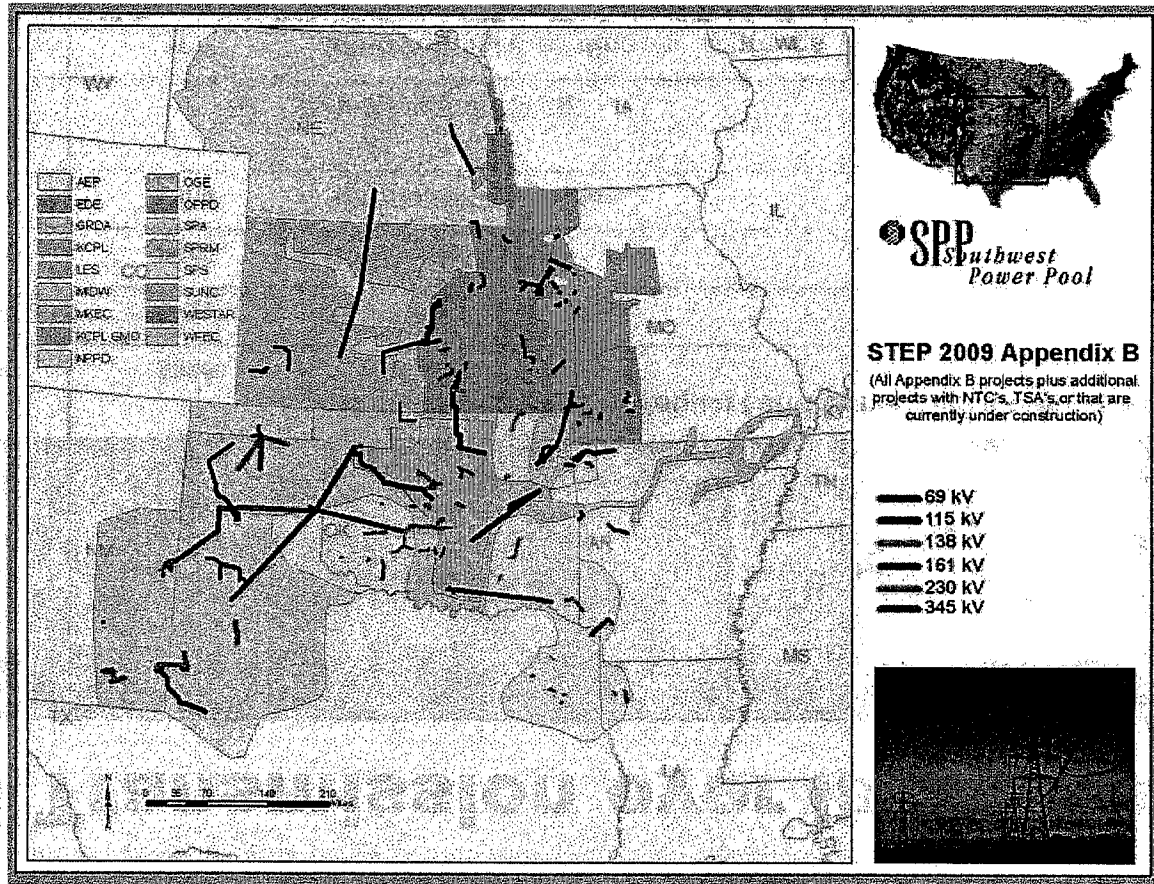 WY
IA
NE
IL
AEP
EDE
GRDA
KCPL
LES
MIDW
MKEC
KCPL GMO
NPPD
OGE
OPPD
SPA
SPRM
SPS
SUNC
WESTAR
WFEC
CO
MO
TN
NM
AR
MS
TX
LA
N
0 35 70 140 210
Miles
SPP
Southwest
Power Pool
STEP 2009 Appendix B
(All Appendix B projects plus additional
projects with NTC's, TSA's, or that are
currently under construction)
69 kV
115 kV
138 kV
161 kV
230 kV
345 kV